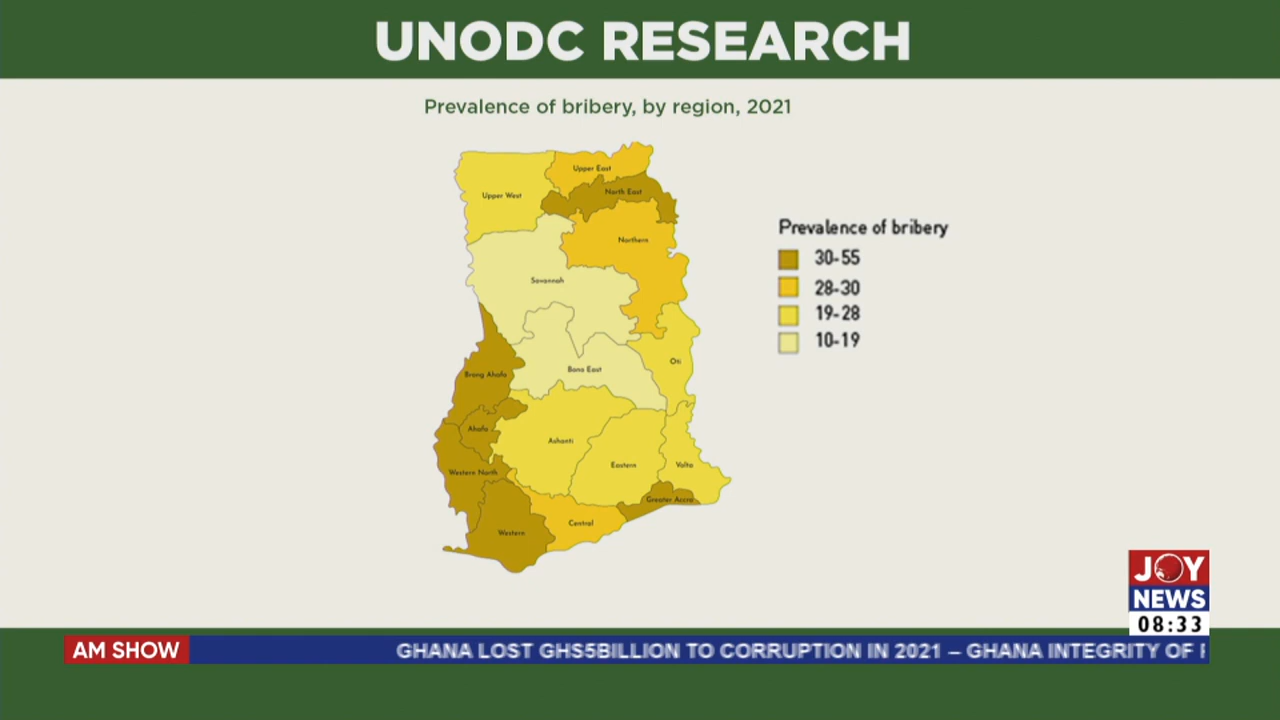 UNODC RESEARCH
Prevalence of bribery, by region, 2021
Upper East
North East
Upper West
Northern
Savannah
Oti
Bono East
Brong Ahafo
Ahafo
Ashanti
Eastern
Volta
Western North
Greater Accra
Central
Western
Prevalence of bribery
30-55
28-30
19-28
10-19
JOY
NEWS
08:33
AM SHOW
GHANA LOST GHS5BILLION TO CORRUPTION IN 2021 – GHANA INTEGRITY OF